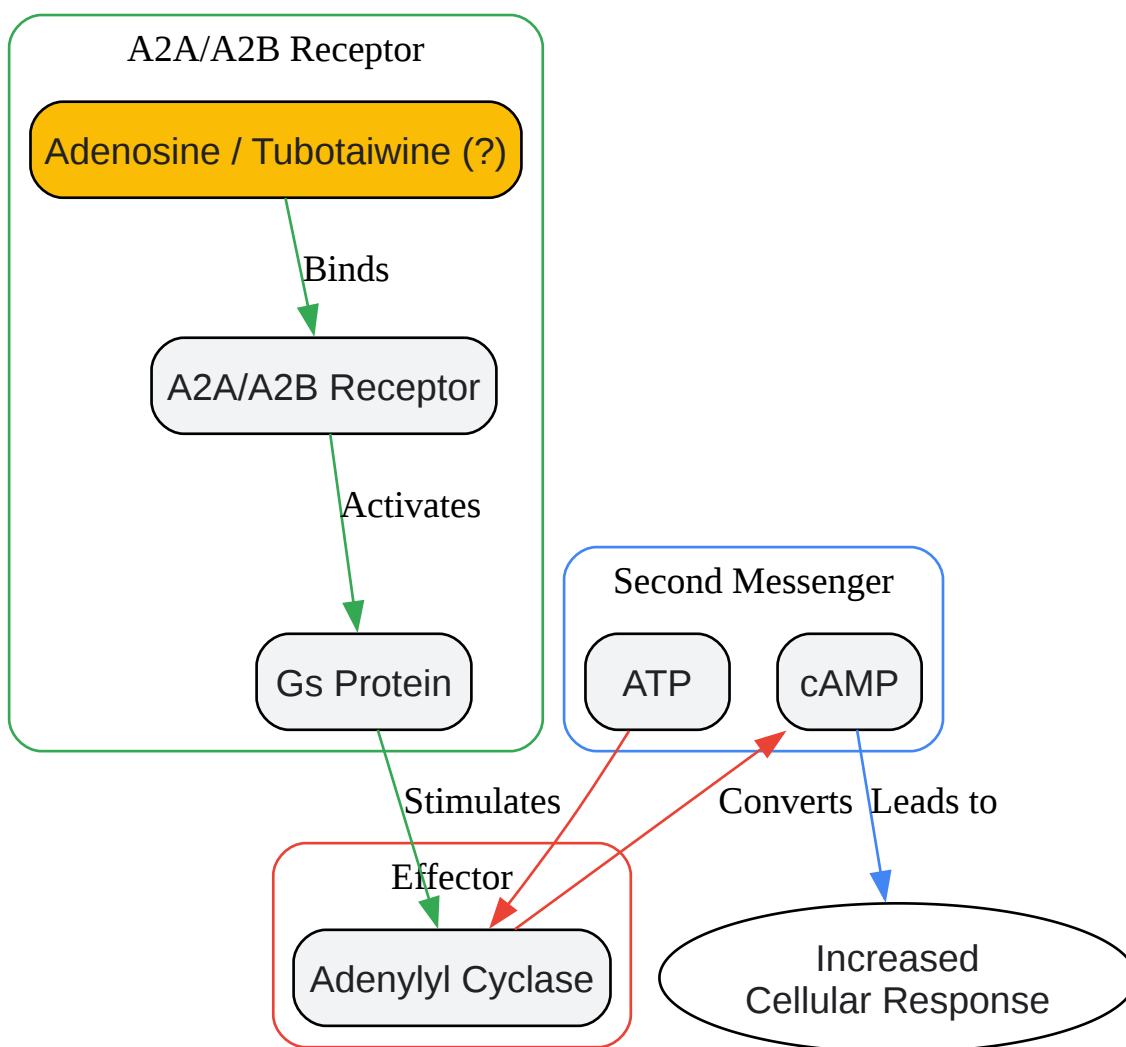 A2A/A2B Receptor
Adenosine / Tubotaiwine (?)
Binds
A2A/A2B Receptor
Activates
Second Messenger
Gs Protein
ATP
cAMP
Stimulates
Converts
Leads to
Effector
Adenylyl Cyclase
Increased
Cellular Response